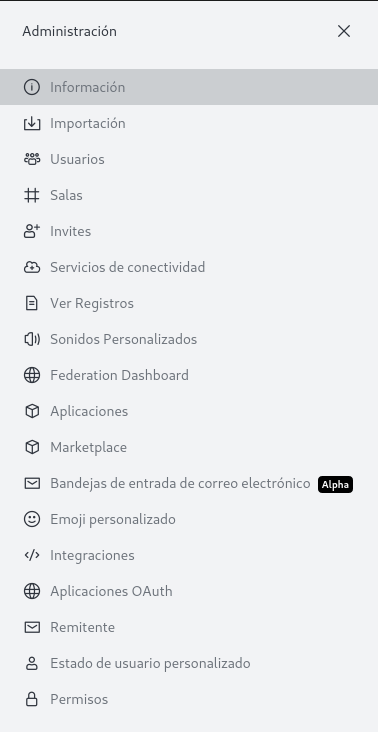 Administración
Información
Importación
Usuarios
Salas
Invites
Servicios de conectividad
Ver Registros
Sonidos Personalizados
Federation Dashboard
Aplicaciones
Marketplace
Bandejas de entrada de correo electrónico Alpha
Emoji personalizado
Integraciones
Aplicaciones OAuth
Remitente
Estado de usuario personalizado
Permisos